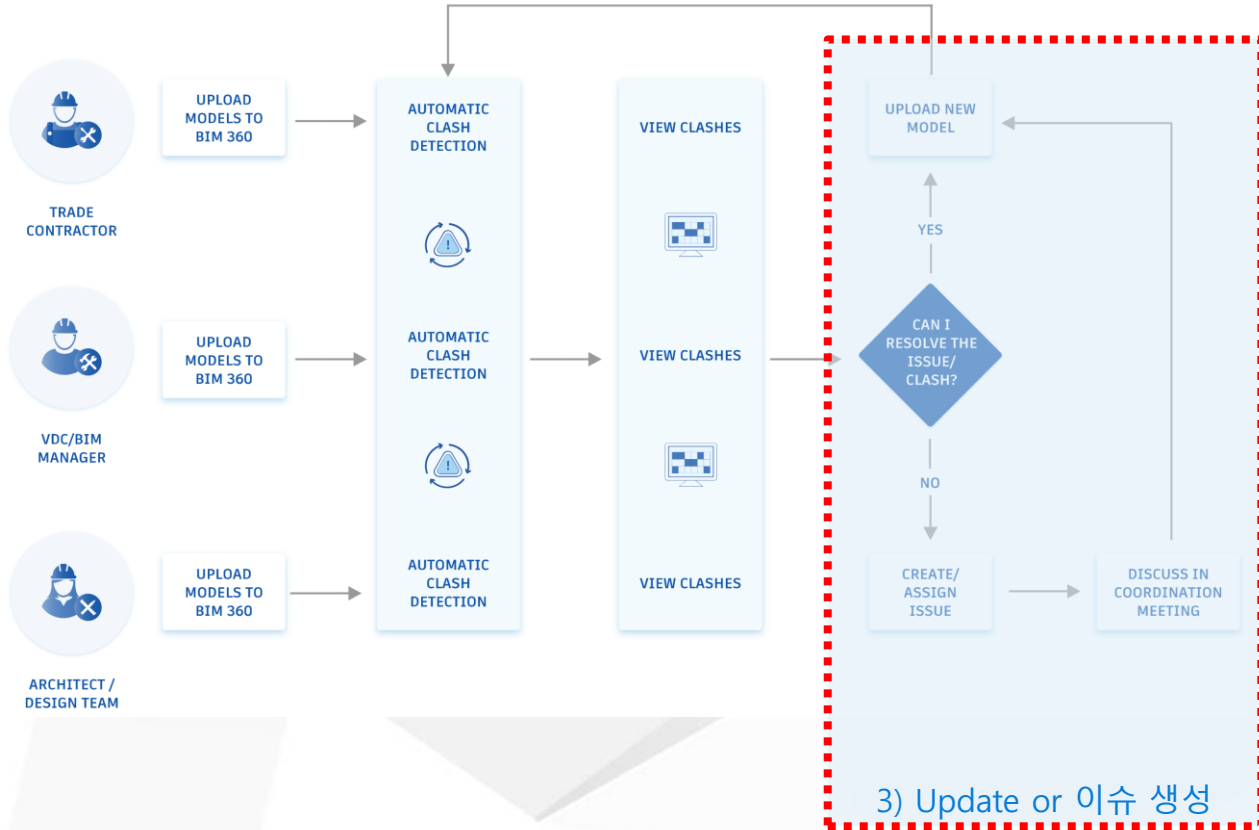 UPLOAD
MODELS TO
BIM 360
AUTOMATIC
CLASH
DETECTION
VIEW CLASHES
UPLOAD NEW
MODEL
TRADE
CONTRACTOR
YES
UPLOAD
MODELS TO
BIM 360
AUTOMATIC
CLASH
DETECTION
VIEW CLASHES
CAN I
RESOLVE THE
ISSUE/
CLASH?
VDC/BIM
MANAGER
NO
UPLOAD
MODELS TO
BIM 360
AUTOMATIC
CLASH
DETECTION
VIEW CLASHES
CREATE/
ASSIGN
ISSUE
DISCUSS IN
COORDINATION
MEETING
ARCHITECT /
DESIGN TEAM
3) Update or 이슈 생성